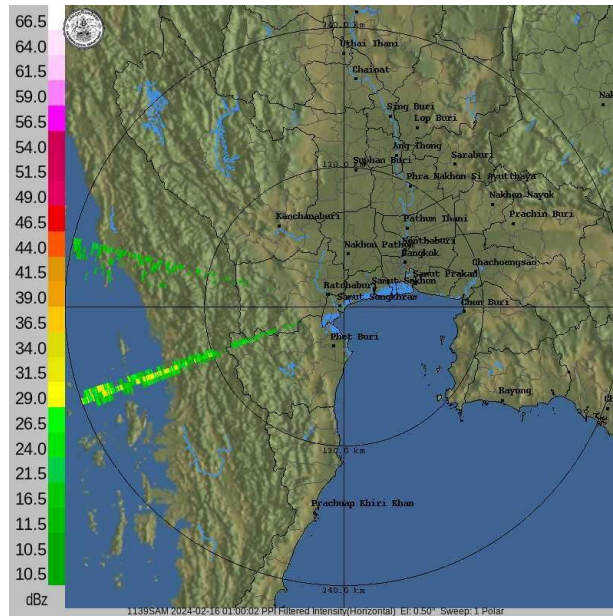 66.5
64.0
61.5
59.0
56.5
54.0
51.5
49.0
46.5
44.0
41.5
39.0
36.5
34.0
31.5
29.0
26.5
24.0
21.5
16.5
11.5
10.5
10.5
dBz
240.0 km
Uthai Thani
Chainat
Sing Buri
Lop Buri
Ang Thong
Saraburi
120.0 km
Suphan Buri
Phra Nakhon Si Ayutthaya
Nakhon Nayok
Kanchanaburi
Pathum Thani
Prachin Buri
Nakhon Pathom
Nonthaburi
Bangkok
Samut Prakan
Chachoengsao
Samut Sakhon
Ratchaburi
Samut Songkhram
Chon Buri
Phet Buri
Rayong
120.0 km
Prachuap Khiri Khan
240.0 km
1139SAM 2024-02-16 01:00:02 PPI Filtered Intensity(Horizontal) El: 0.50° Sweep: 1 Polar